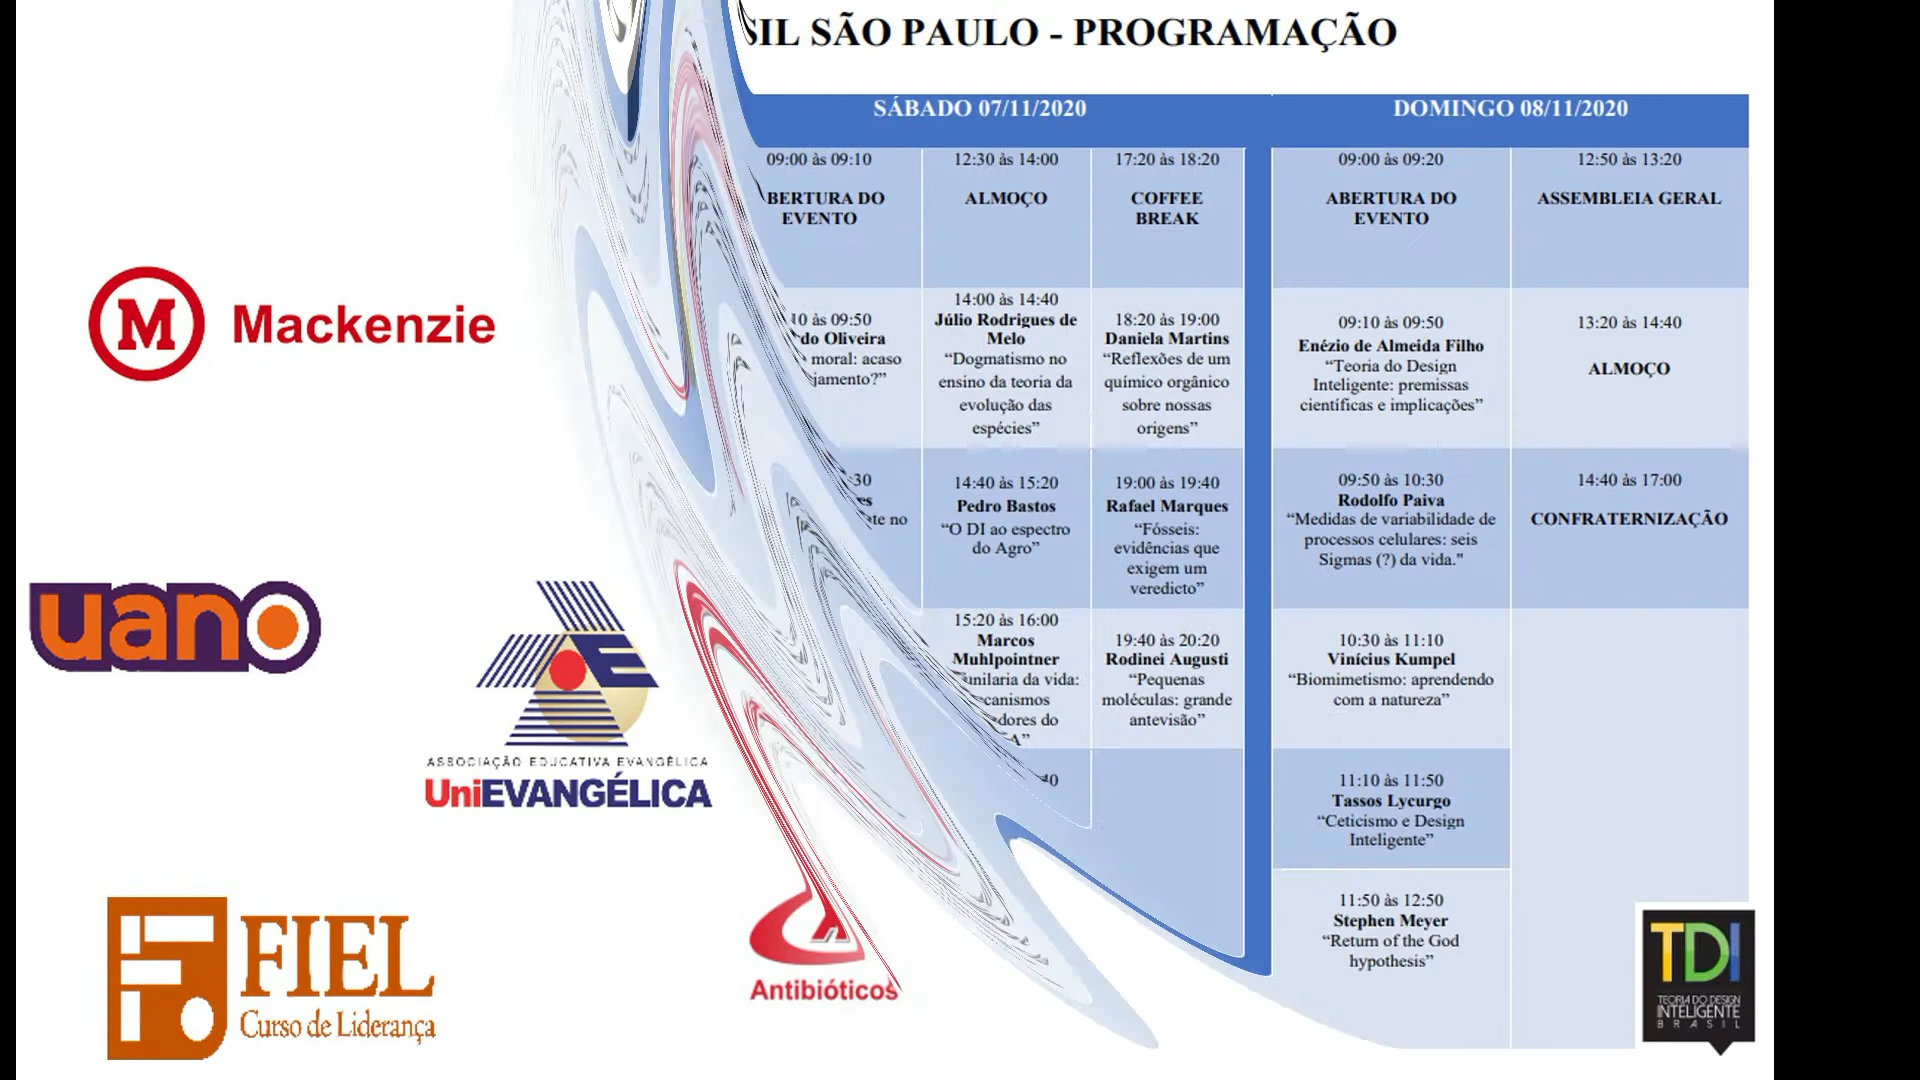 SÃO PAULO - PROGRAMAÇÃO
SÁBADO 07/11/2020
09:00 às 09:10
DO
EVENTO
às 09:50
Oliveira
moral: acaso
no
12:30 às 14:00
ALMOÇO
14:00 às 14:40
Júlio Rodrigues de
Melo
“Dogmatismo no
ensino da teoria da
evolução das
espécies”
14:40 às 15:20
Pedro Bastos
“O DI ao espectro
do Agro”
15:20 às 16:00
Marcos
Muhlpointner
da vida:
do
17:20 às 18:20
COFFEE
BREAK
18:20 às 19:00
Daniela Martins
“Reflexões de um
químico orgânico
sobre nossas
origens”
19:00 às 19:40
Rafael Marques
“Fósseis:
evidências que
exigem um
veredicto”
19:40 às 20:20
Rodinei Augusti
“Pequenas
moléculas: grande
antevisão”
DOMINGO 08/11/2020
09:00 às 09:20
ABERTURA DO
EVENTO
09:10 às 09:50
Enézio de Almeida Filho
“Teoria do Design
Inteligente: premissas
científicas e implicações”
09:50 às 10:30
Rodolfo Paiva
“Medidas de variabilidade de
processos celulares: seis
Sigmas (?) da vida."
10:30 às 11:10
Vinícius Kumpel
“Biomimetismo: aprendendo
com a natureza”
11:10 às 11:50
Tassos Lycurgo
“Ceticismo e Design
Inteligente”
11:50 às 12:50
Stephen Meyer
“Return of the God
hypothesis”
12:50 às 13:20
ASSEMBLEIA GERAL
13:20 às 14:40
ALMOÇO
14:40 às 17:00
CONFRATERNIZAÇÃO
M Mackenzie
uano
E
ASSOCIAÇÃO EDUCATIVA EVANGÉLICA
UniEVANGÉLICA
FIEL
Curso de Liderança
Antibióticos
TDI
TEORIA DO DESIGN
INTELIGENTE
BRASIL